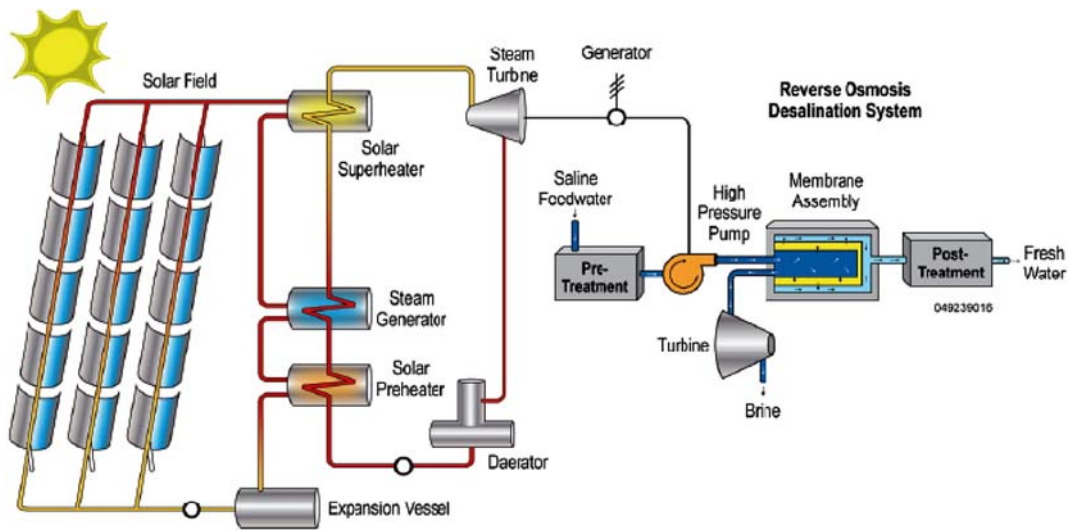 Solar Field
Solar
Superheater
Steam
Generator
Solar
Preheater
Expansion Vessel
Steam
Turbine
Daerator
Generator
Reverse Osmosis
Desalination System
Saline
Feedwater
Pre-
Treatment
High
Pressure
Pump
Membrane
Assembly
Post-
Treatment
Fresh
Water
049239016
Turbine
Brine